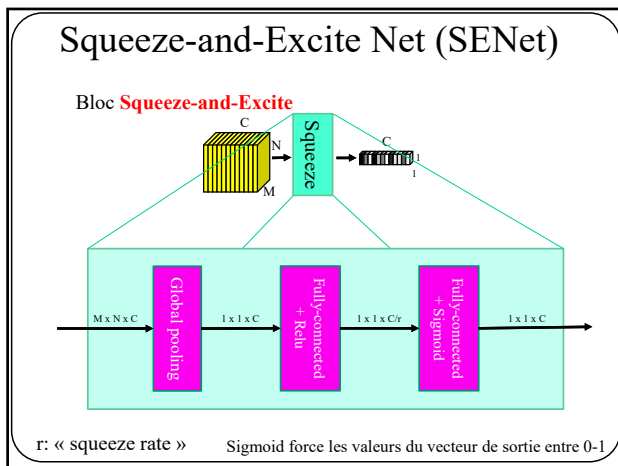 Squeeze-and-Excite Net (SENet)
Bloc Squeeze-and-Excite
C
N
M
Squeeze
C
1
1
M x N x C
Global pooling
1 x 1 x C
Fully-connected
+ Relu
1 x 1 x C/r
Fully-connected
+ Sigmoid
1 x 1 x C
r: « squeeze rate »
Sigmoid force les valeurs du vecteur de sortie entre 0-1